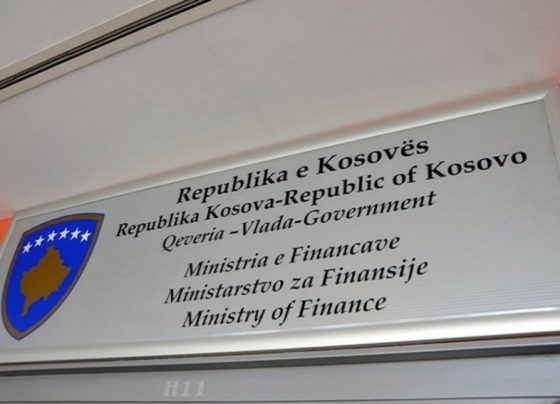 Republika e Kosovës
Republika Kosova-Republic of Kosovo
Qeveria –Vlada-Government
Ministria e Financave
Ministarstvo za Finansije
Ministry of Finance
H11